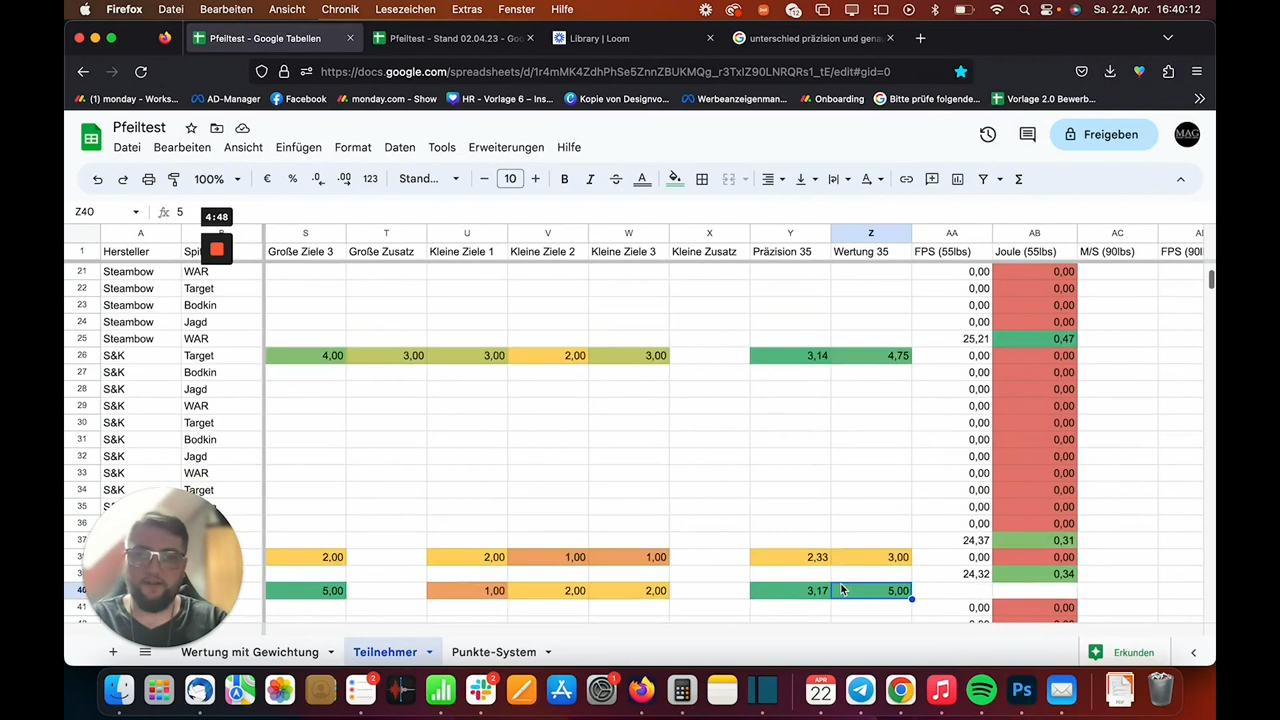 Firefox Datei Bearbeiten Ansicht Chronik Lesezeichen Extras Fenster Hilfe Sa. 22. Apr. 16:40:12
Pfeiltest - Google Tabellen Pfeiltest - Stand 02.04.23 - Go Library | Loom unterschied präzision und gena
https://docs.google.com/spreadsheets/d/1r4mMK4ZdhPhSe5ZnnZBUKMQg_r3TxIZ90LNRQRs1_tE/edit#gid=0
(1) monday - Works... AD-Manager Facebook monday.com - Show HR - Vorlage 6 – Ins... Kopie von Designvo... Werbeanzeigenman... Onboarding Bitte prüfe folgende... Vorlage 2.0 Bewerb...
Pfeiltest
Datei Bearbeiten Ansicht Einfügen Format Daten Tools Erweiterungen Hilfe
Freigeben
MAG
100% € % .0 .00 123 Stand... 10 B I A
Z40 fx 5
4:48
A S T U V W X Y Z AA AB AC
1 Hersteller Große Ziele 3 Große Zusatz Kleine Ziele 1 Kleine Ziele 2 Kleine Ziele 3 Kleine Zusatz Präzision 35 Wertung 35 FPS (55lbs) Joule (55lbs) M/S (90lbs) FPS (90l
21 Steambow WAR 0,00 0,00
22 Steambow Target 0,00 0,00
23 Steambow Bodkin 0,00 0,00
24 Steambow Jagd 0,00 0,00
25 Steambow WAR 25,21 0,47
26 S&K Target 4,00 3,00 3,00 2,00 3,00 3,14 4,75 0,00 0,00
27 S&K Bodkin 0,00 0,00
28 S&K Jagd 0,00 0,00
29 S&K WAR 0,00 0,00
30 S&K Target 0,00 0,00
31 S&K Bodkin 0,00 0,00
32 S&K Jagd 0,00 0,00
33 S&K WAR 0,00 0,00
34 S&K Target 0,00 0,00
35 Bodkin 0,00 0,00
36 Jagd 0,00 0,00
37 24,37 0,31
2,00 2,00 1,00 1,00 2,33 3,00 0,00 0,00
24,32 0,34
40 5,00 1,00 2,00 2,00 3,17 5,00
41 0,00 0,00
Wertung mit Gewichtung Teilnehmer Punkte-System Erkunden
2 2 1 APR 22